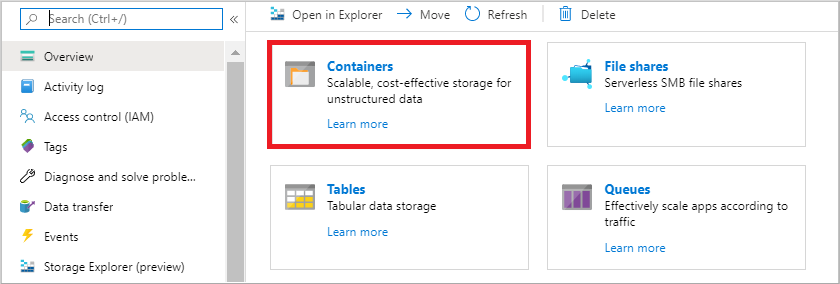 Search (Ctrl+/)
«
Overview
Activity log
Access control (IAM)
Tags
Diagnose and solve proble...
Data transfer
Events
Storage Explorer (preview)
Open in Explorer
Move
Refresh
Delete
Containers
Scalable, cost-effective storage for
unstructured data
Learn more
File shares
Serverless SMB file shares
Learn more
Tables
Tabular data storage
Learn more
Queues
Effectively scale apps according to
traffic
Learn more